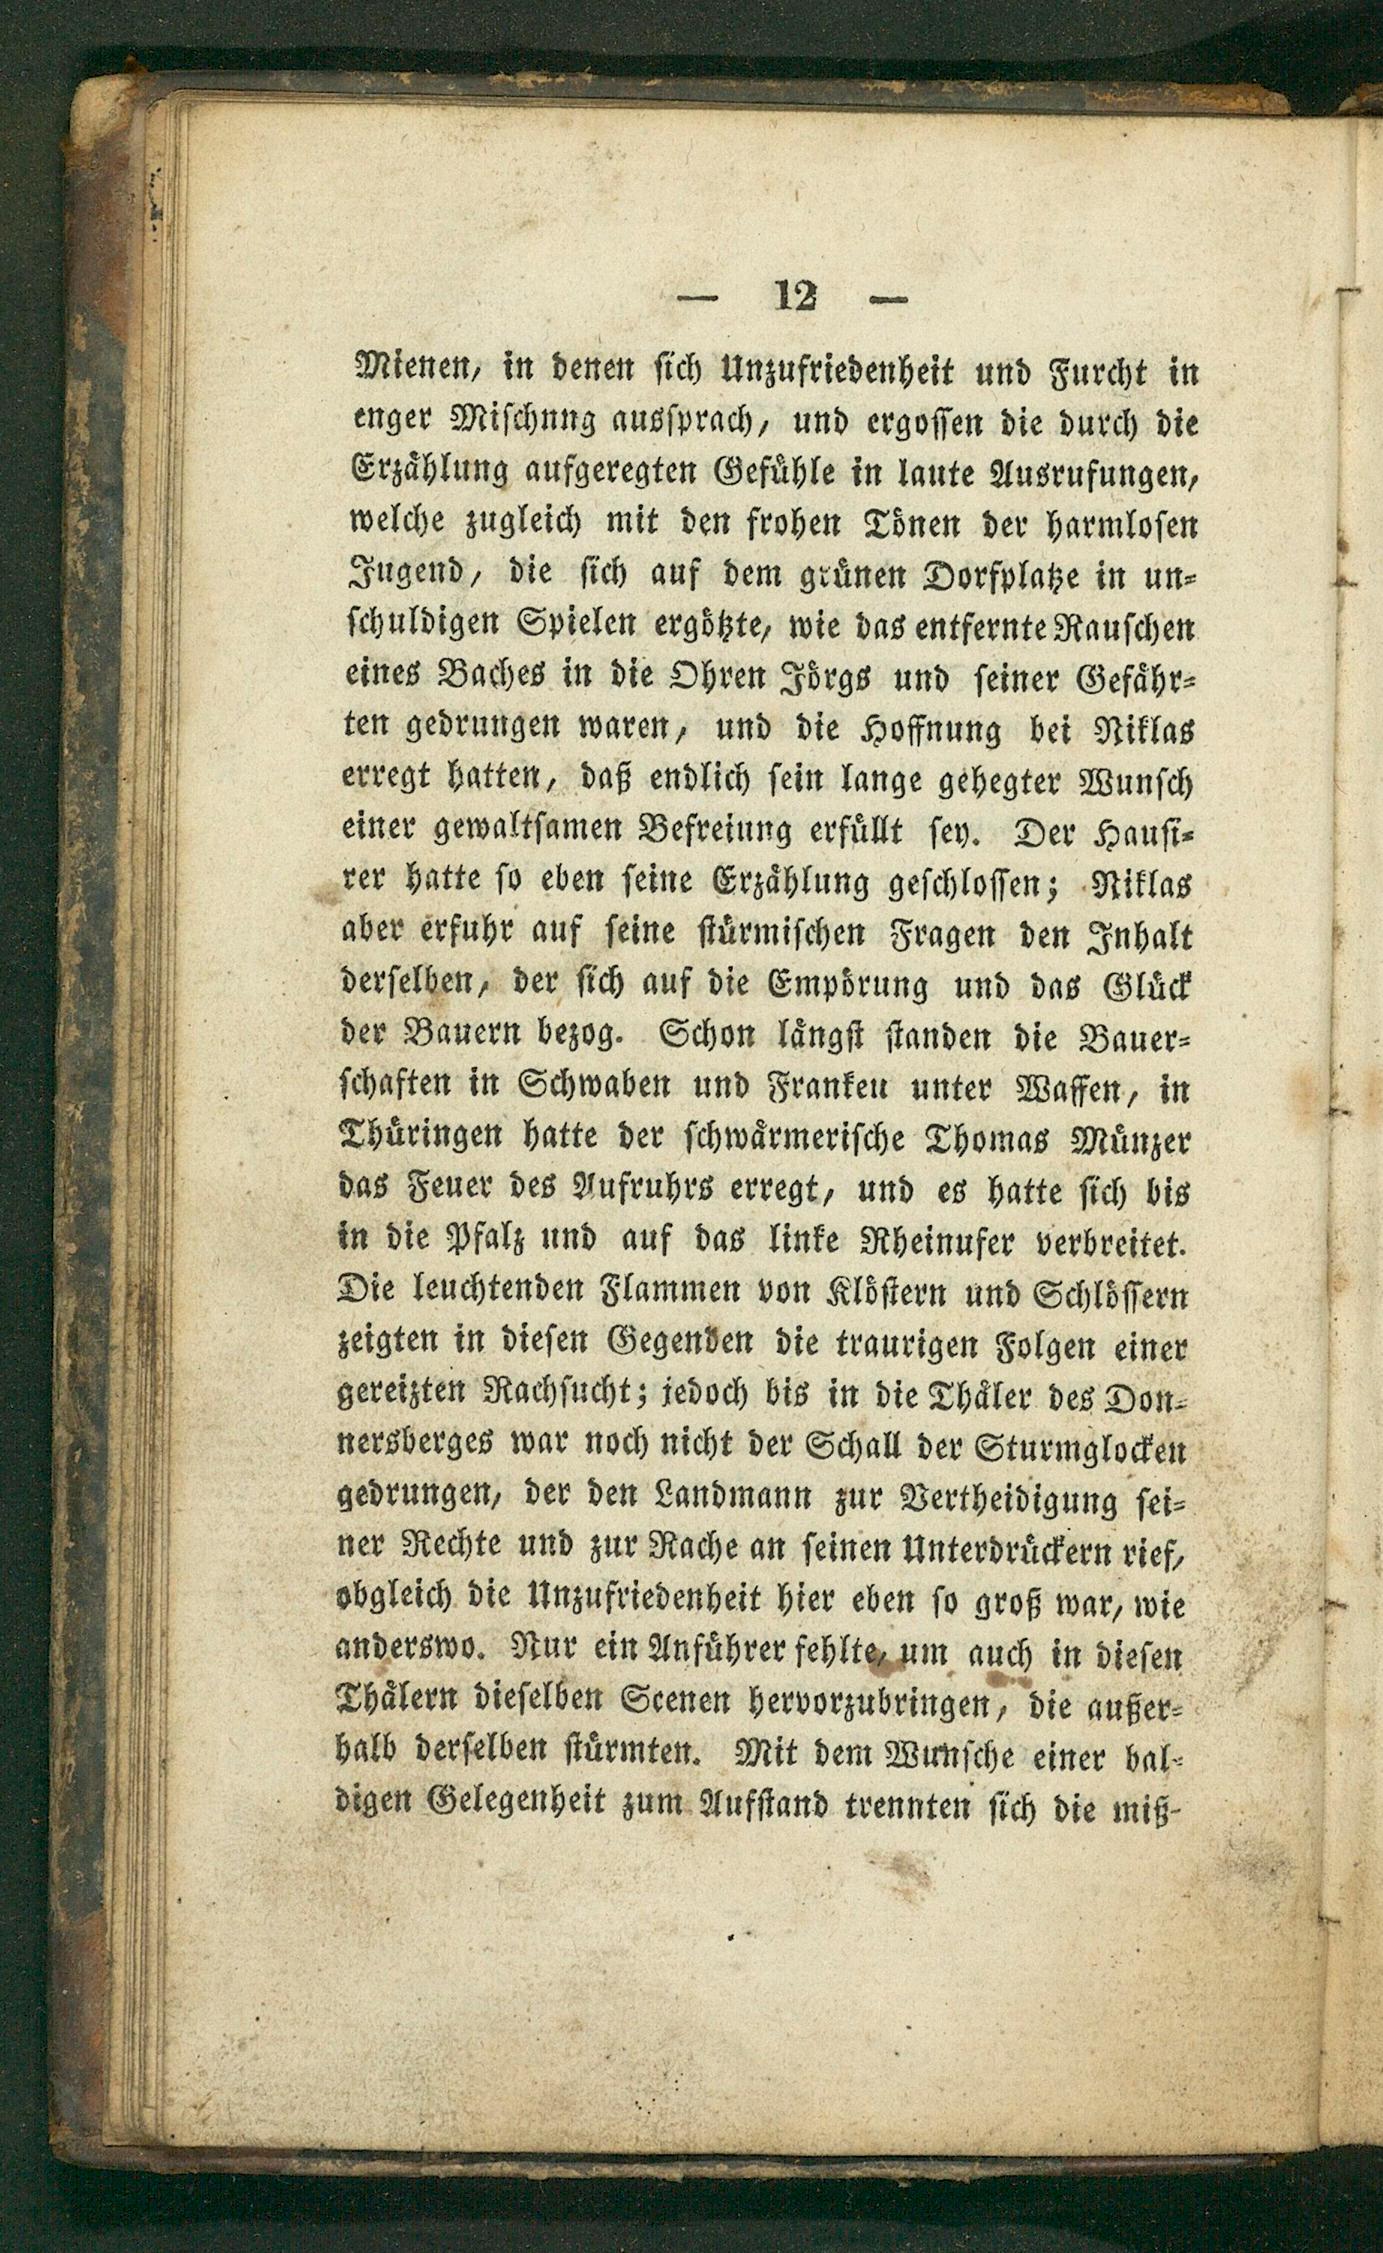 — 12 —
Mienen, in denen sich Unzufriedenheit und Furcht in
enger Mischnng aussprach, und ergossen die durch die
Erzählung aufgeregten Gefühle in laute Ausrufungen,
welche zugleich mit den frohen Tönen der harmlosen
Jugend, die sich auf dem grünen Dorfplatze in un-
schuldigen Spielen ergötzte, wie das entfernte Rauschen
eines Baches in die Ohren Jörgs und seiner Gefähr-
ten gedrungen waren, und die Hoffnung bei Niklas
erregt hatten, daß endlich sein lange gehegter Wunsch
einer gewaltsamen Befreiung erfüllt sey. Der Hausi-
rer hatte so eben seine Erzählung geschlossen; Niklas
aber erfuhr auf seine stürmischen Fragen den Inhalt
derselben, der sich auf die Empörung und das Glück
der Bauern bezog. Schon längst standen die Bauer-
schaften in Schwaben und Franken unter Waffen, in
Thüringen hatte der schwärmerische Thomas Münzer
das Feuer des Aufruhrs erregt, und es hatte sich bis
in die Pfalz und auf das linke Rheinufer verbreitet.
Die leuchtenden Flammen von Klöstern und Schlössern
zeigten in diesen Gegenden die traurigen Folgen einer
gereizten Rachsucht; jedoch bis in die Thäler des Don-
nersberges war noch nicht der Schall der Sturmglocken
gedrungen, der den Landmann zur Vertheidigung sei-
ner Rechte und zur Rache an seinen Unterdrückern rief,
obgleich die Unzufriedenheit hier eben so groß war, wie
anderswo. Nur ein Anführer fehlte, um auch in diesen
Thälern dieselben Scenen hervorzubringen, die außer-
halb derselben stürmten. Mit dem Wunsche einer bal-
digen Gelegenheit zum Aufstand trennten sich die miß-